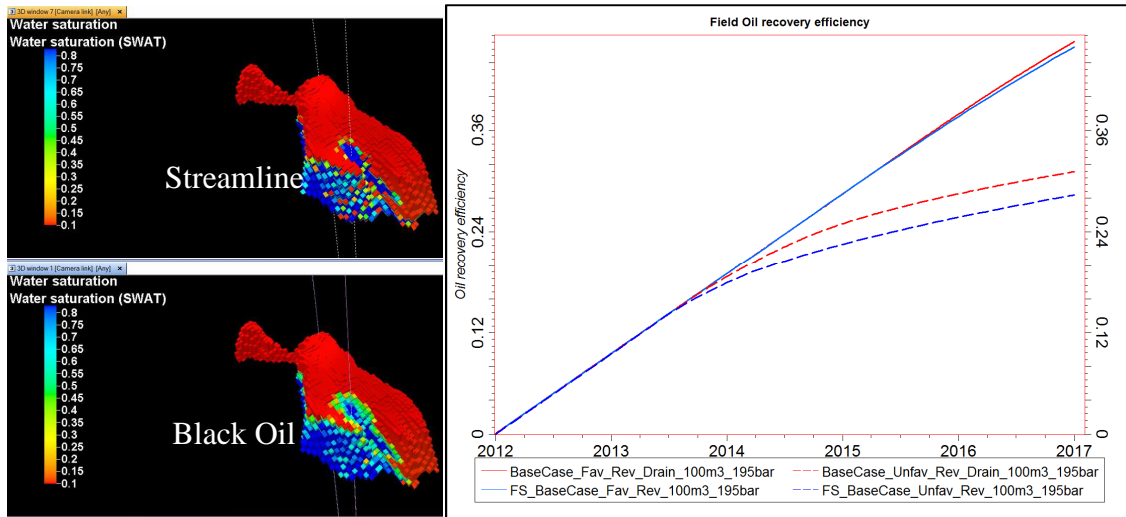 3D window 7 [Camera link] [Any] ×
Water saturation
Water saturation (SWAT)
0.8
0.75
0.7
0.65
0.6
0.55
0.5
0.45
0.4
0.35
0.3
0.25
0.2
0.15
0.1
Streamline
3D window 1 [Camera link] [Any] ×
Water saturation
Water saturation (SWAT)
0.8
0.75
0.7
0.65
0.6
0.55
0.5
0.45
0.4
0.35
0.3
0.25
0.2
0.15
0.1
Black Oil
Field Oil recovery efficiency
Oil recovery efficiency
0.36
0.24
0.12
0
0.36
0.24
0.12
0
2012 2013 2014 2015 2016 2017
BaseCase_Fav_Rev_Drain_100m3_195bar
BaseCase_Unfav_Rev_Drain_100m3_195bar
FS_BaseCase_Fav_Rev_100m3_195bar
FS_BaseCase_Unfav_Rev_100m3_195bar